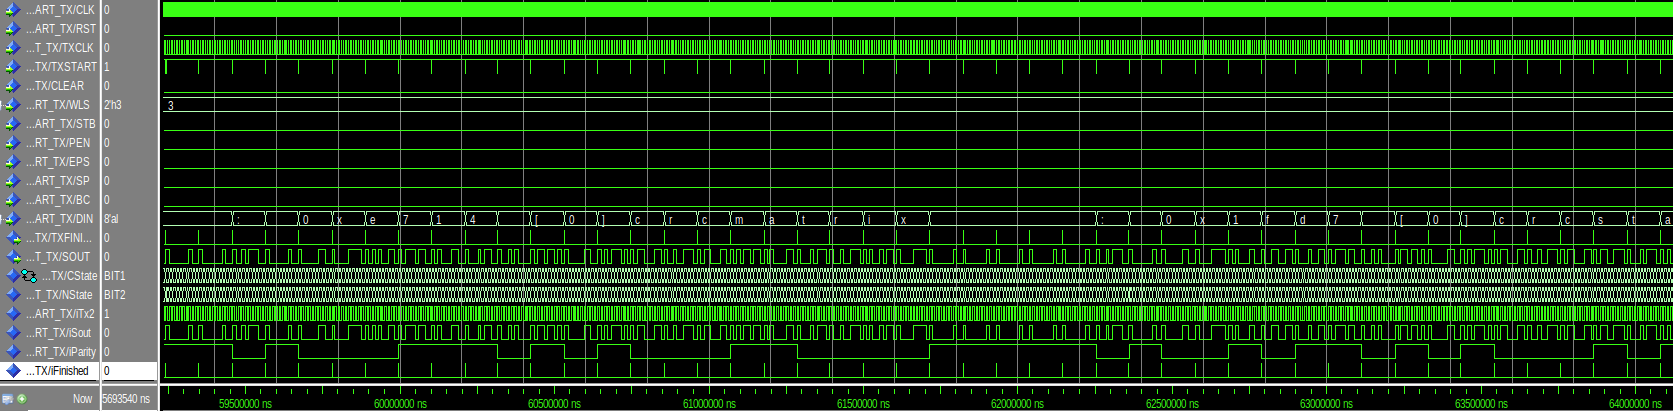 ...ART_TX/CLK 0
...ART_TX/RST 0
...T_TX/TXCLK 0
...TX/TXSTART 1
...TX/CLEAR 0
...RT_TX/WLS 2'h3 3
...ART_TX/STB 0
...RT_TX/PEN 0
...RT_TX/EPS 0
...ART_TX/SP 0
...ART_TX/BC 0
...ART_TX/DIN 8'al : 0 x e 7 1 4 [ 0 ] c r c m a t r i x : 0 x 1 f d 7 [ 0 ] c r c s t a
...TX/TXFINI... 0
...T_TX/SOUT 0
...TX/CState BIT1
...T_TX/NState BIT2
...ART_TX/iTx2 1
...RT_TX/iSout 0
...RT_TX/iParity 0
...TX/iFinished 0
Now 5693540 ns 59500000 ns 60000000 ns 60500000 ns 61000000 ns 61500000 ns 62000000 ns 62500000 ns 63000000 ns 63500000 ns 64000000 ns